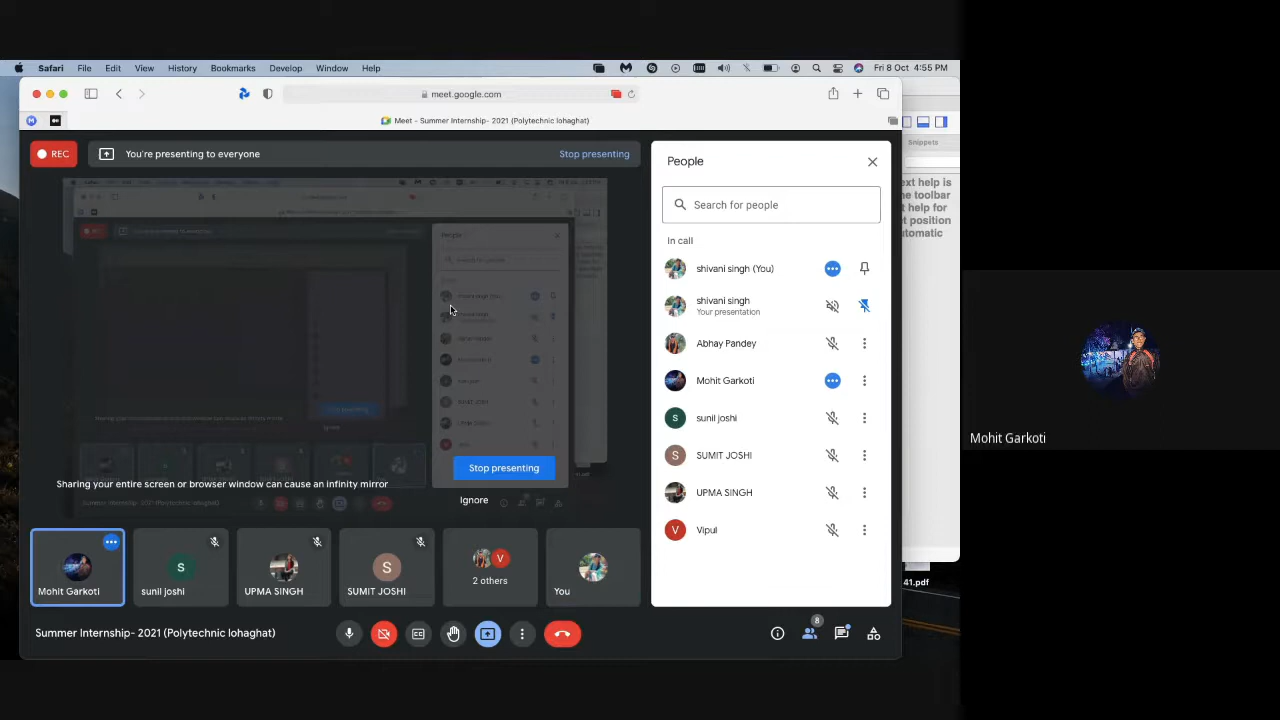 Safari File Edit View History Bookmarks Develop Window Help Fri 8 Oct 4:55 PM
meet.google.com
M
Meet - Summer Internship- 2021 (Polytechnic lohaghat)
Snippets
REC You're presenting to everyone Stop presenting
ext help is
he toolbar
t help for
t position
utomatic
People
Search for people
In call
shivani singh (You)
shivani singh
Your presentation
Abhay Pandey
Mohit Garkoti
s sunil joshi
S SUMIT JOSHI
UPMA SINGH
V Vipul
People
Stop presenting
Sharing your entire screen or browser window can cause an infinity mirror
Ignore
Mohit Garkoti
s
sunil joshi
UPMA SINGH
S
SUMIT JOSHI
V
2 others
You
41.pdf
Summer Internship- 2021 (Polytechnic lohaghat)
8
Mohit Garkoti